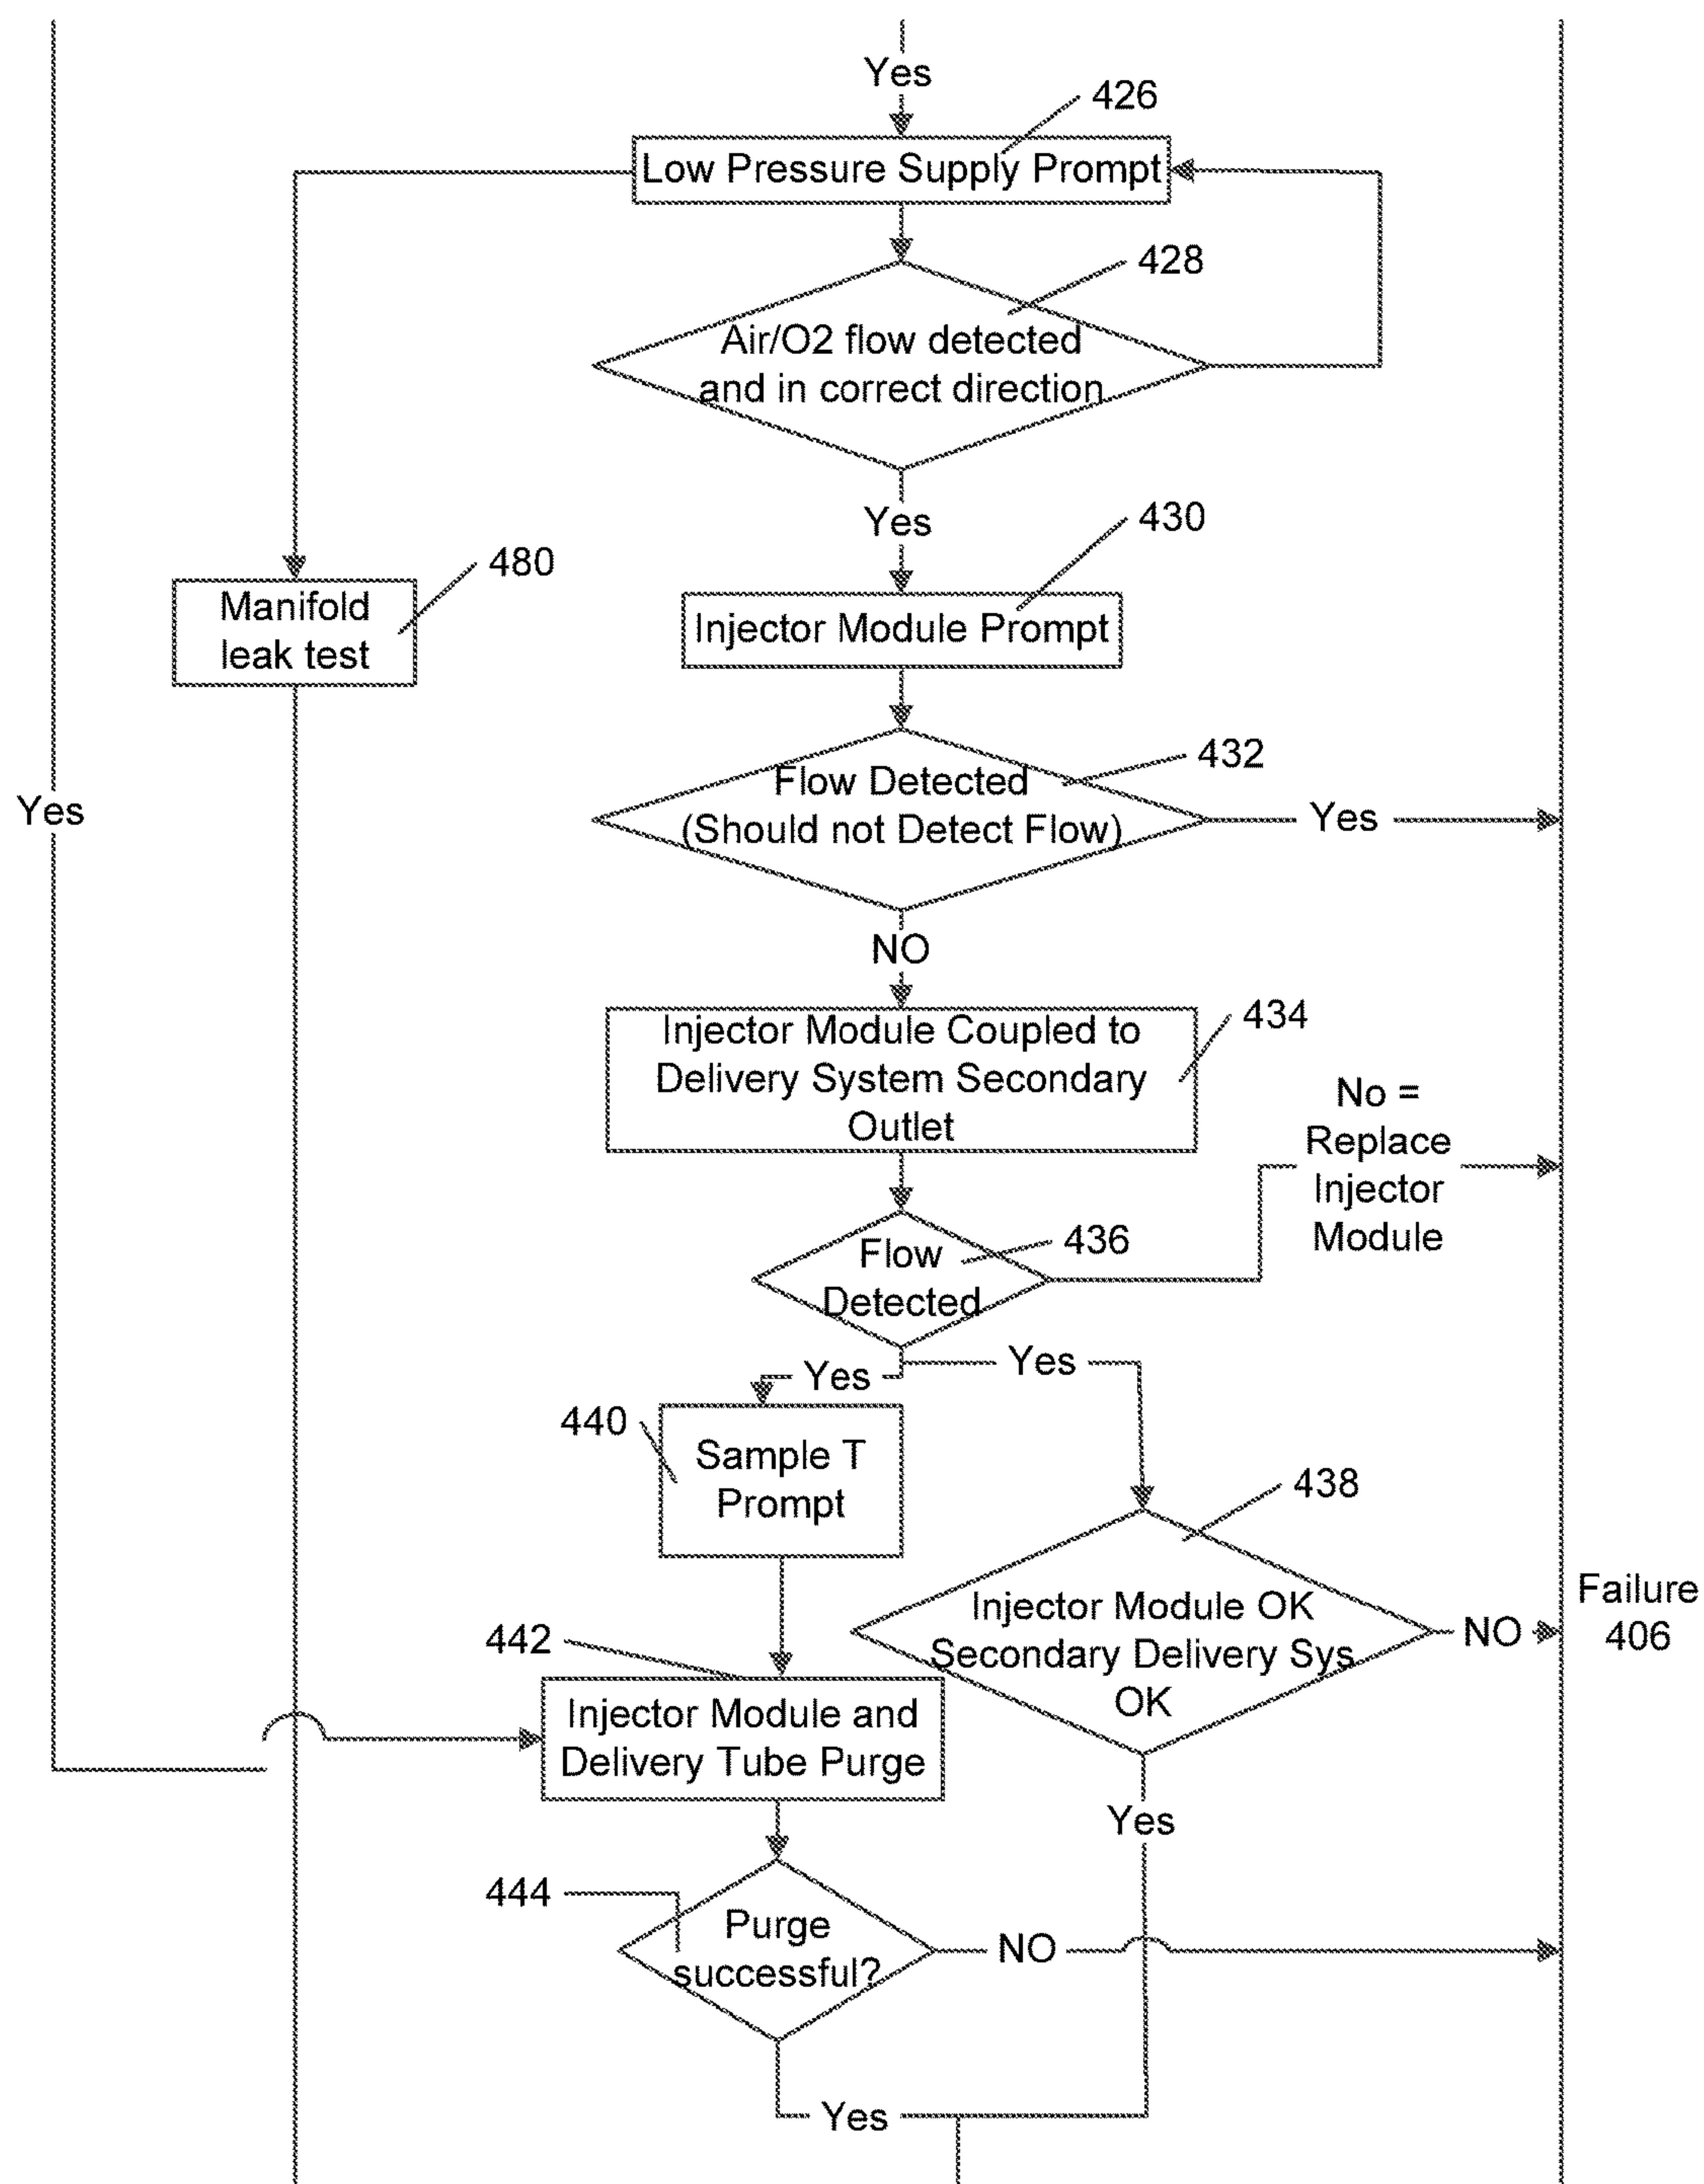 Yes
426
Low Pressure Supply Prompt
428
Air/O2 flow detected
and in correct direction
Yes
430
480
Manifold
leak test
Injector Module Prompt
432
Flow Detected
(Should not Detect Flow)
Yes
Yes
NO
434
Injector Module Coupled to
Delivery System Secondary
Outlet
No =
Replace
Injector
Module
436
Flow
Detected
Yes
Yes
440
Sample T
Prompt
438
Injector Module OK
Secondary Delivery Sys
OK
NO
Failure
406
442
Injector Module and
Delivery Tube Purge
Yes
444
Purge
successful?
NO
Yes